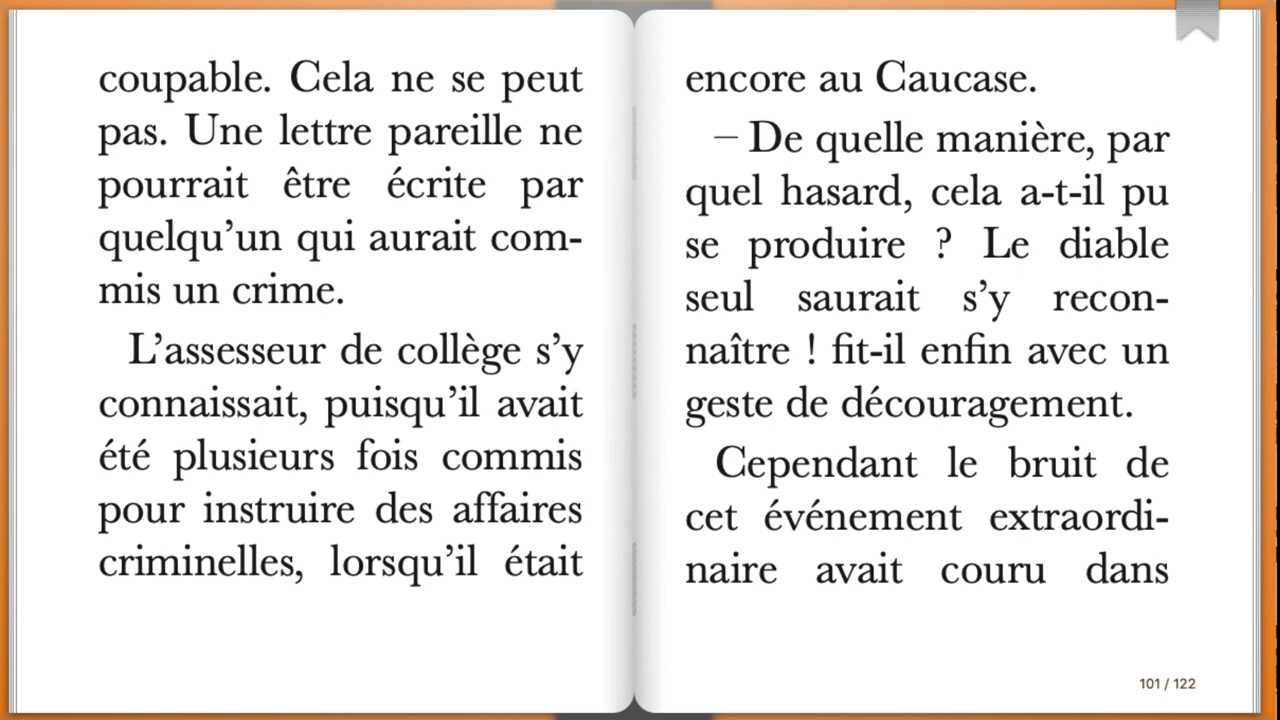 coupable. Cela ne se peut
pas. Une lettre pareille ne
pourrait être écrite par
quelqu’un qui aurait com-
mis un crime.
L’assesseur de collège s’y
connaissait, puisqu’il avait
été plusieurs fois commis
pour instruire des affaires
criminelles, lorsqu’il était
encore au Caucase.
– De quelle manière, par
quel hasard, cela a-t-il pu
se produire ? Le diable
seul saurait s’y recon-
naître ! fit-il enfin avec un
geste de découragement.
Cependant le bruit de
cet événement extraordi-
naire avait couru dans
101 / 122